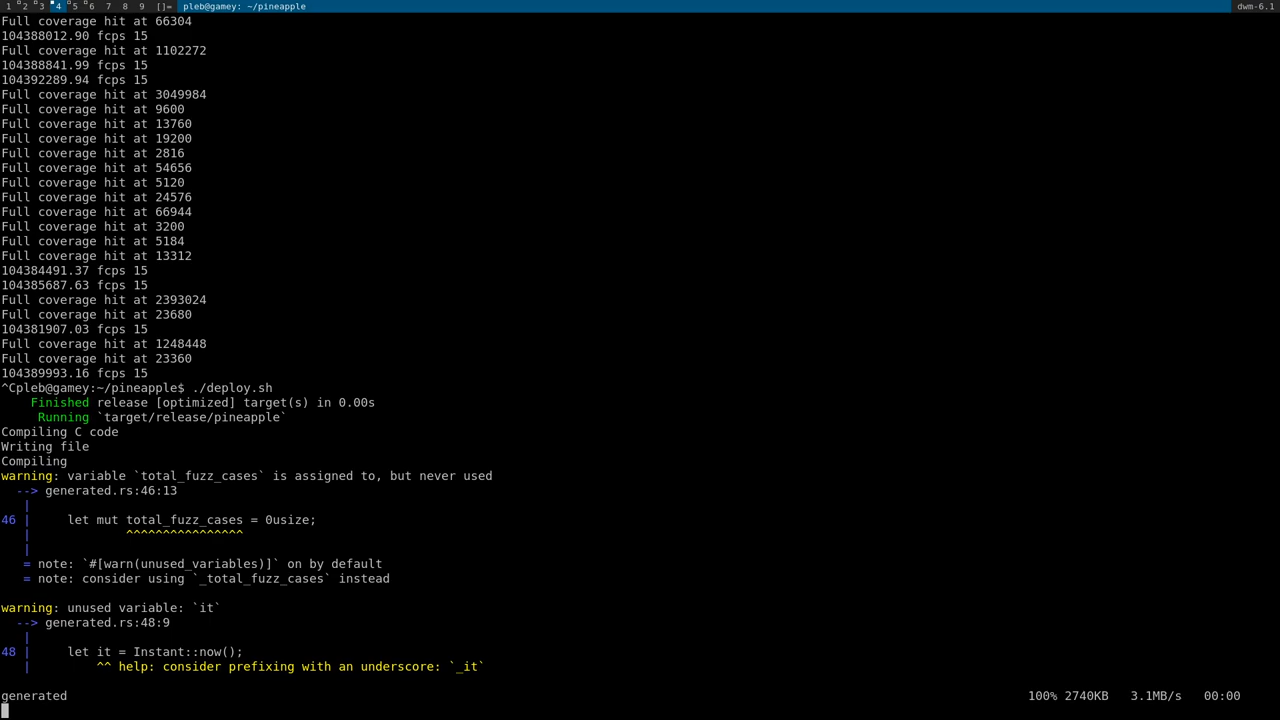 1 2 3 4 5 6 7 8 9 []= pleb@gamey: ~/pineapple dwm-6.1
Full coverage hit at 66304
104388012.90 fcps 15
Full coverage hit at 1102272
104388841.99 fcps 15
104392289.94 fcps 15
Full coverage hit at 3049984
Full coverage hit at 9600
Full coverage hit at 13760
Full coverage hit at 19200
Full coverage hit at 2816
Full coverage hit at 54656
Full coverage hit at 5120
Full coverage hit at 24576
Full coverage hit at 66944
Full coverage hit at 3200
Full coverage hit at 5184
Full coverage hit at 13312
104384491.37 fcps 15
104385687.63 fcps 15
Full coverage hit at 2393024
Full coverage hit at 23680
104381907.03 fcps 15
Full coverage hit at 1248448
Full coverage hit at 23360
104389993.16 fcps 15
^Cpleb@gamey:~/pineapple$ ./deploy.sh
    Finished release [optimized] target(s) in 0.00s
     Running `target/release/pineapple`
Compiling C code
Writing file
Compiling
warning: variable `total_fuzz_cases` is assigned to, but never used
  --> generated.rs:46:13
   |
46 |     let mut total_fuzz_cases = 0usize;
   |             ^^^^^^^^^^^^^^^^
   |
   = note: `#[warn(unused_variables)]` on by default
   = note: consider using `_total_fuzz_cases` instead
warning: unused variable: `it`
  --> generated.rs:48:9
   |
48 |     let it = Instant::now();
   |         ^^ help: consider prefixing with an underscore: `_it`
generated 100% 2740KB 3.1MB/s 00:00